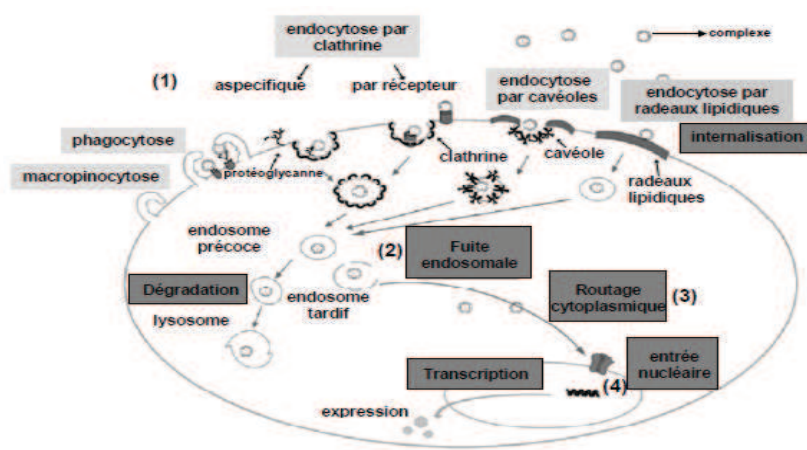 endocytose par
clathrine
complexe
(1)
aspecifique
par récepteur
endocytose
par cavéoles
endocytose par
radeaux lipidiques
internalisation
phagocytose
macropinocytose
protéoglycanne
clathrine
cavéole
radeaux
lipidiques
endosome
précoce
(2)
Fuite
endosomale
Dégradation
endosome
tardif
Routage
cytoplasmique
(3)
lysosome
Transcription
entrée
nucléaire
(4)
expression